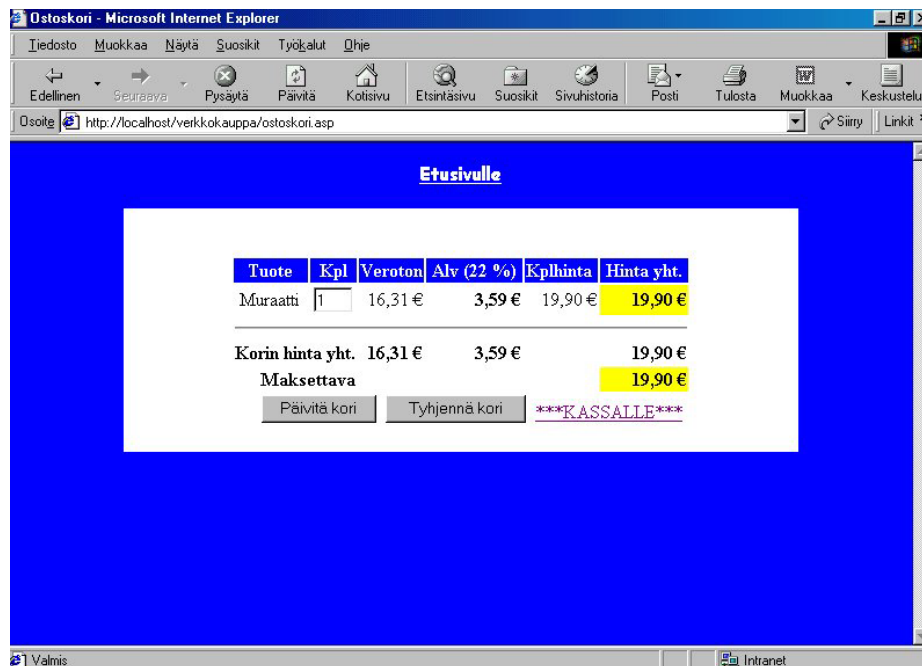 Ostoskori - Microsoft Internet Explorer
Tiedosto Muokkaa Näytä Suosikit Työkalut Ohje
Edellinen Seuraava Pysäytä Päivitä Kotisivu Etsintäsivu Suosikit Sivuhistoria Posti Tulosta Muokkaa Keskustelu
Osoite http://localhost/verkkokauppa/ostoskori.asp Siirry Linkit
Etusivulle
Tuote Kpl Veroton Alv (22 %) Kplhinta Hinta yht.
Muraatti 1 16,31 € 3,59 € 19,90 € 19,90 €
Korin hinta yht. 16,31 € 3,59 € 19,90 €
Maksettava 19,90 €
Päivitä kori Tyhjennä kori ***KASSALLE***
Valmis Intranet